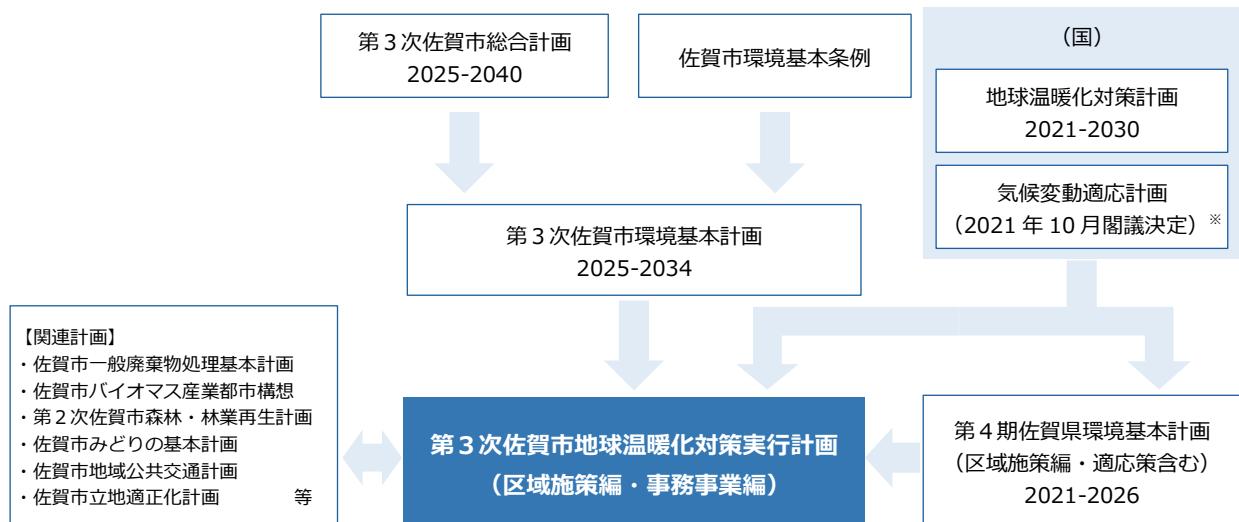 第３次佐賀市総合計画
2025-2040
佐賀市環境基本条例
（国）
地球温暖化対策計画
2021-2030
気候変動適応計画
（2021 年 10 月閣議決定）※
第３次佐賀市環境基本計画
2025-2034
【関連計画】
・佐賀市一般廃棄物処理基本計画
・佐賀市バイオマス産業都市構想
・第２次佐賀市森林・林業再生計画
・佐賀市みどりの基本計画
・佐賀市地域公共交通計画
・佐賀市立地適正化計画　　　　等
第３次佐賀市地球温暖化対策実行計画
（区域施策編・事務事業編）
第４期佐賀県環境基本計画
（区域施策編・適応策含む）
2021-2026